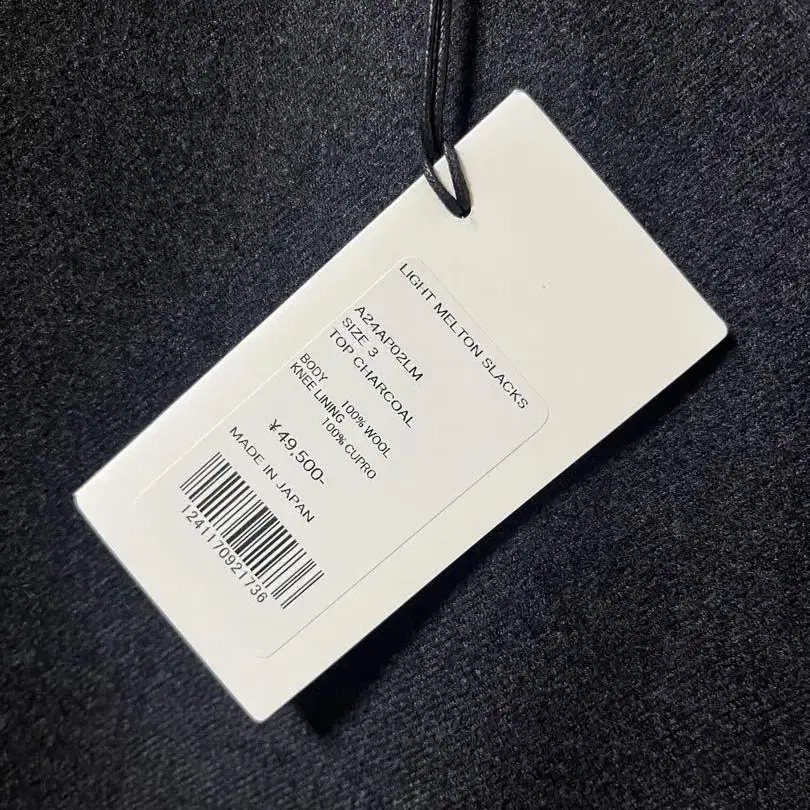 LIGHT MELTON SLACKS
A24AP02LM
SIZE 3
TOP CHARCOAL
BODY 100% WOOL
KNEE LINING 100% CUPRO
¥49,500-
MADE IN JAPAN
1241170921736